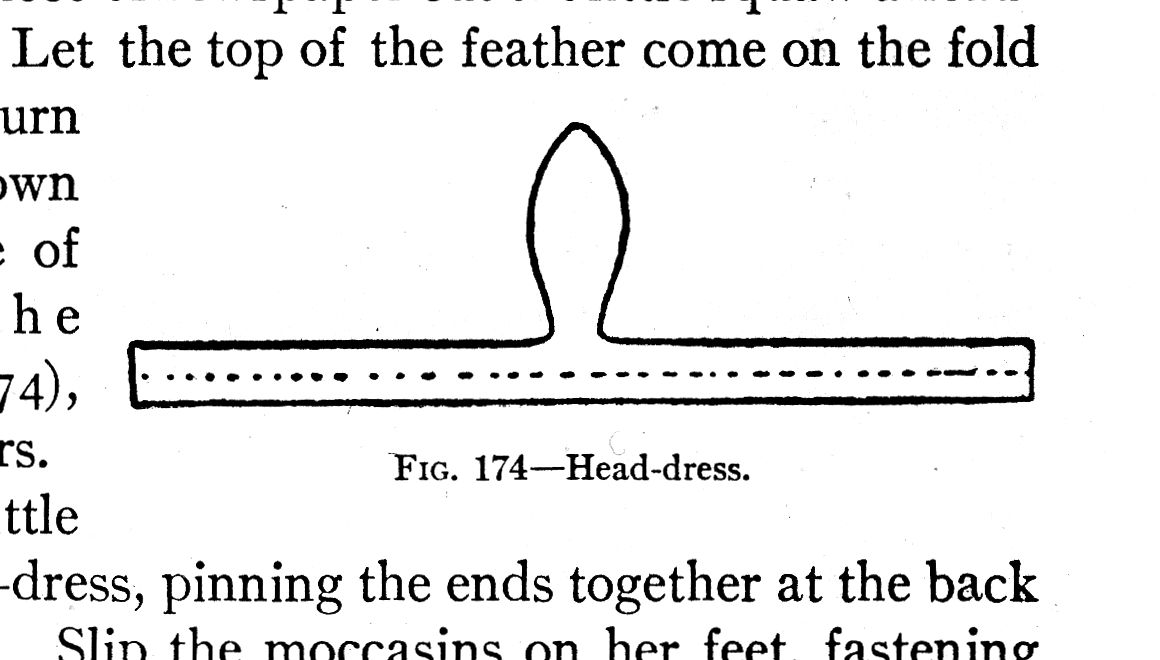 Let the top of the feather come on the fold
urn
own
of
he
74),
rs.
ttle
FIG. 174—Head-dress.
-dress, pinning the ends together at the back
Slip the moccasins on her feet, fastening